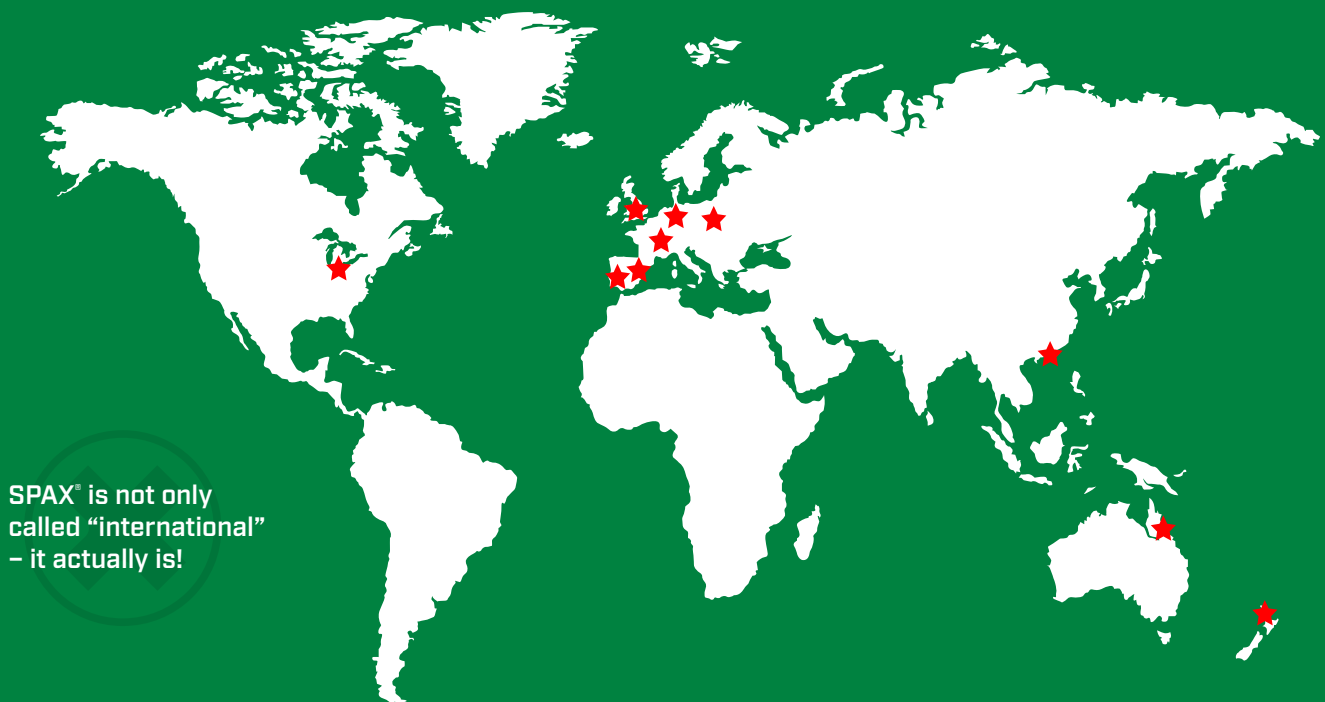 SPAX® is not only
called “international”
– it actually is!